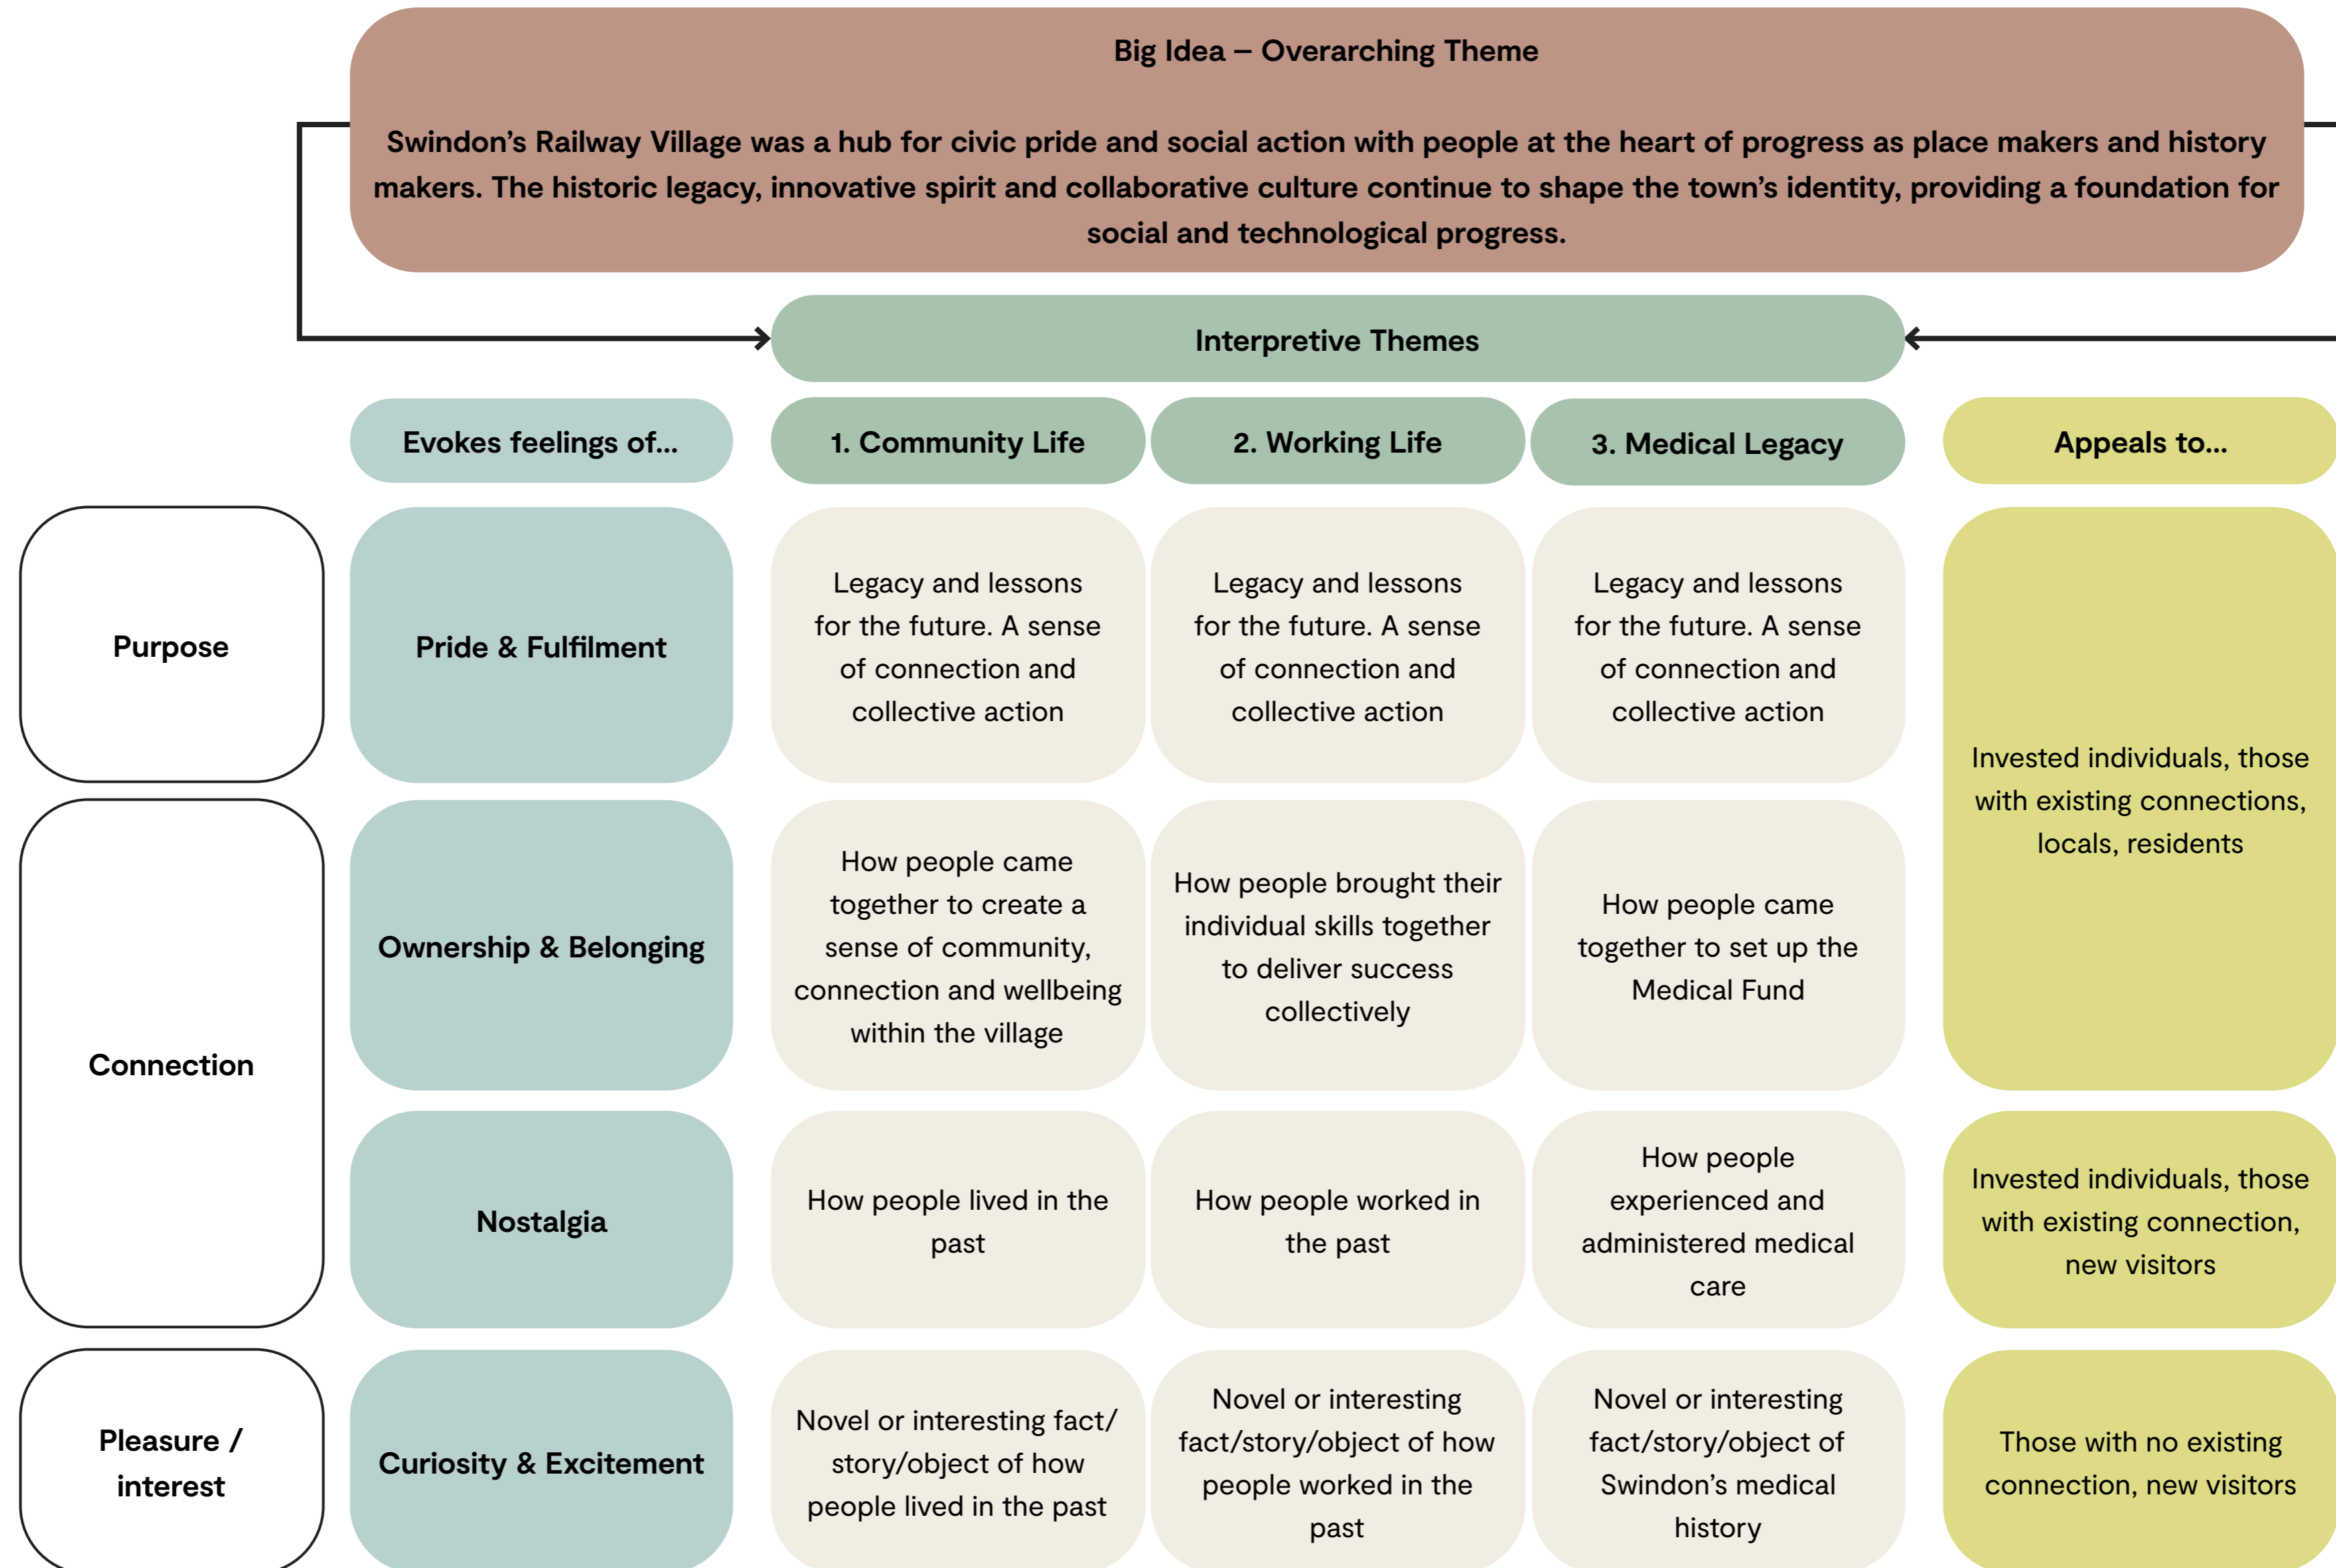 Big Idea – Overarching Theme
Swindon’s Railway Village was a hub for civic pride and social action with people at the heart of progress as place makers and history
makers. The historic legacy, innovative spirit and collaborative culture continue to shape the town’s identity, providing a foundation for
social and technological progress.
Interpretive Themes
Evokes feelings of...
1. Community Life
2. Working Life
3. Medical Legacy
Appeals to...
Purpose
Pride & Fulfilment
Legacy and lessons
for the future. A sense
of connection and
collective action
Legacy and lessons
for the future. A sense
of connection and
collective action
Legacy and lessons
for the future. A sense
of connection and
collective action
Invested individuals, those
with existing connections,
locals, residents
Connection
Ownership & Belonging
How people came
together to create a
sense of community,
connection and wellbeing
within the village
How people brought their
individual skills together
to deliver success
collectively
How people came
together to set up the
Medical Fund
Nostalgia
How people lived in the
past
How people worked in
the past
How people
experienced and
administered medical
care
Invested individuals, those
with existing connection,
new visitors
Pleasure /
interest
Curiosity & Excitement
Novel or interesting fact/
story/object of how
people lived in the past
Novel or interesting
fact/story/object of how
people worked in the
past
Novel or interesting
fact/story/object of
Swindon’s medical
history
Those with no existing
connection, new visitors